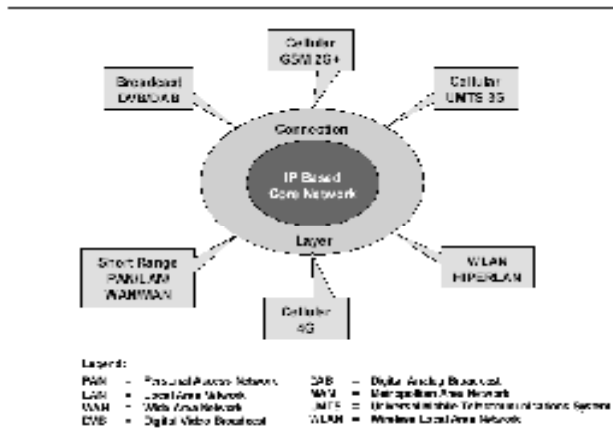 Cellular
GSM 2G+
Broadcast
DVB/DAB
Cellular
UMTS 3G
Connection
IP Based
Core Network
Layer
Short Range
PAN/LAN/
WAN/MAN
WLAN
HIPERLAN
Cellular
4G
Legend:
PAN = Personal Access Network
LAN = Local Area Network
WAN = Wide Area Network
DVB = Digital Video Broadcast
DAB = Digital Analog Broadcast
MAN = Metropolitan Area Network
UMTS = Universal Mobile Telecommunications System
WLAN = Wireless Local Area Network